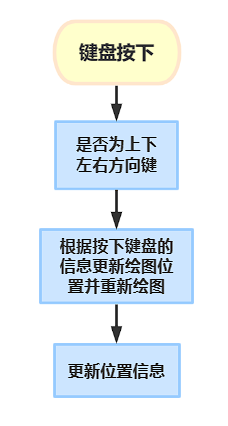 键盘按下
是否为上下
左右方向键
根据按下键盘的
信息更新绘图位
置并重新绘图
更新位置信息